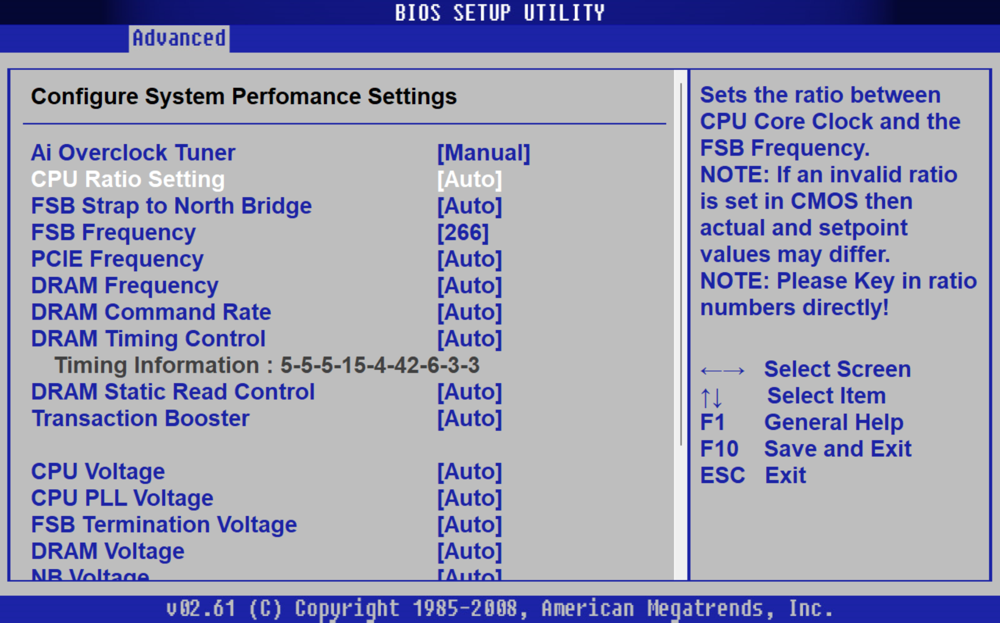 BIOS SETUP UTILITY
Advanced
Configure System Perfomance Settings
Ai Overclock Tuner [Manual]
CPU Ratio Setting [Auto]
FSB Strap to North Bridge [Auto]
FSB Frequency [266]
PCIE Frequency [Auto]
DRAM Frequency [Auto]
DRAM Command Rate [Auto]
DRAM Timing Control [Auto]
Timing Information : 5-5-5-15-4-42-6-3-3
DRAM Static Read Control [Auto]
Transaction Booster [Auto]
CPU Voltage [Auto]
CPU PLL Voltage [Auto]
FSB Termination Voltage [Auto]
DRAM Voltage [Auto]
NB Voltage [Auto]
Sets the ratio between
CPU Core Clock and the
FSB Frequency.
NOTE: If an invalid ratio
is set in CMOS then
actual and setpoint
values may differ.
NOTE: Please Key in ratio
numbers directly!
←→ Select Screen
↑↓ Select Item
F1 General Help
F10 Save and Exit
ESC Exit
v02.61 (C) Copyright 1985-2008, American Megatrends, Inc.